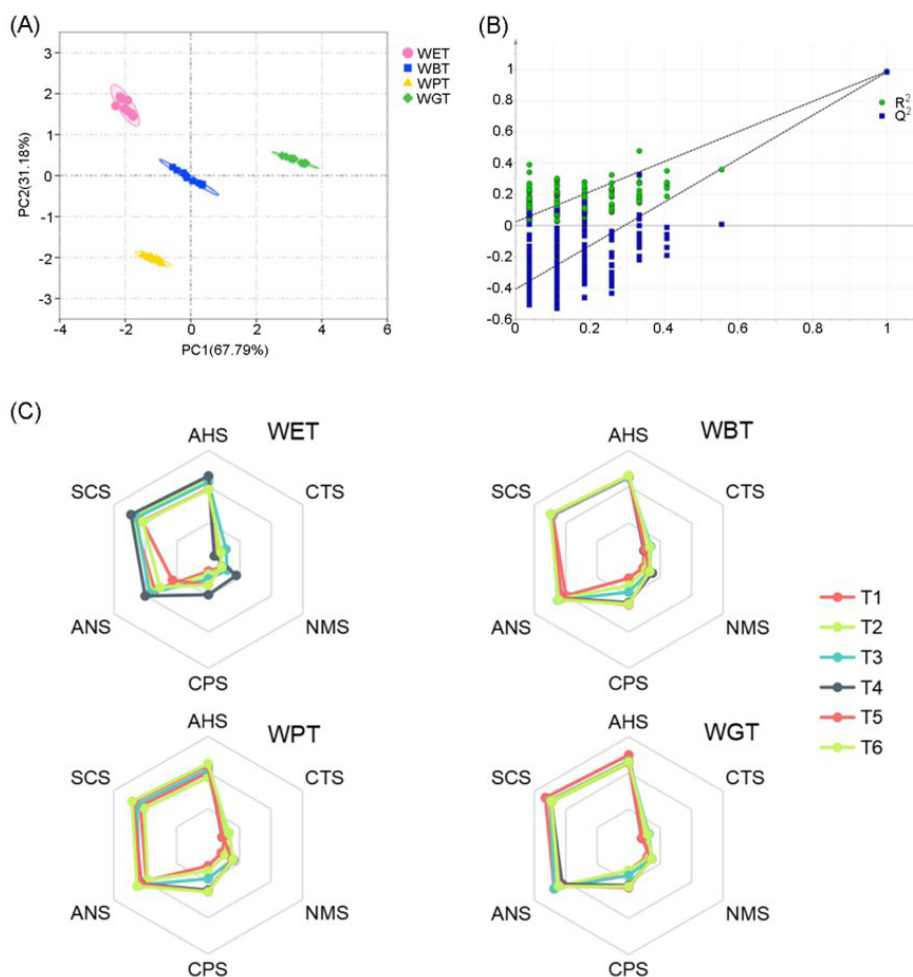 (A)
WET
WBT
WPT
WGT
3
2
1
0
-1
-2
-3
-4
-2
0
2
4
6
PC2(31.18%)
PC1(67.79%)
(B)
1
0.8
0.6
0.4
0.2
0
-0.2
-0.4
-0.6
0
0.2
0.4
0.6
0.8
1
R²
Q²
(C)
WET
AHS
CTS
NMS
CPS
ANS
SCS
WBT
AHS
CTS
NMS
CPS
ANS
SCS
WPT
AHS
CTS
NMS
CPS
ANS
SCS
WGT
AHS
CTS
NMS
CPS
ANS
SCS
T1
T2
T3
T4
T5
T6